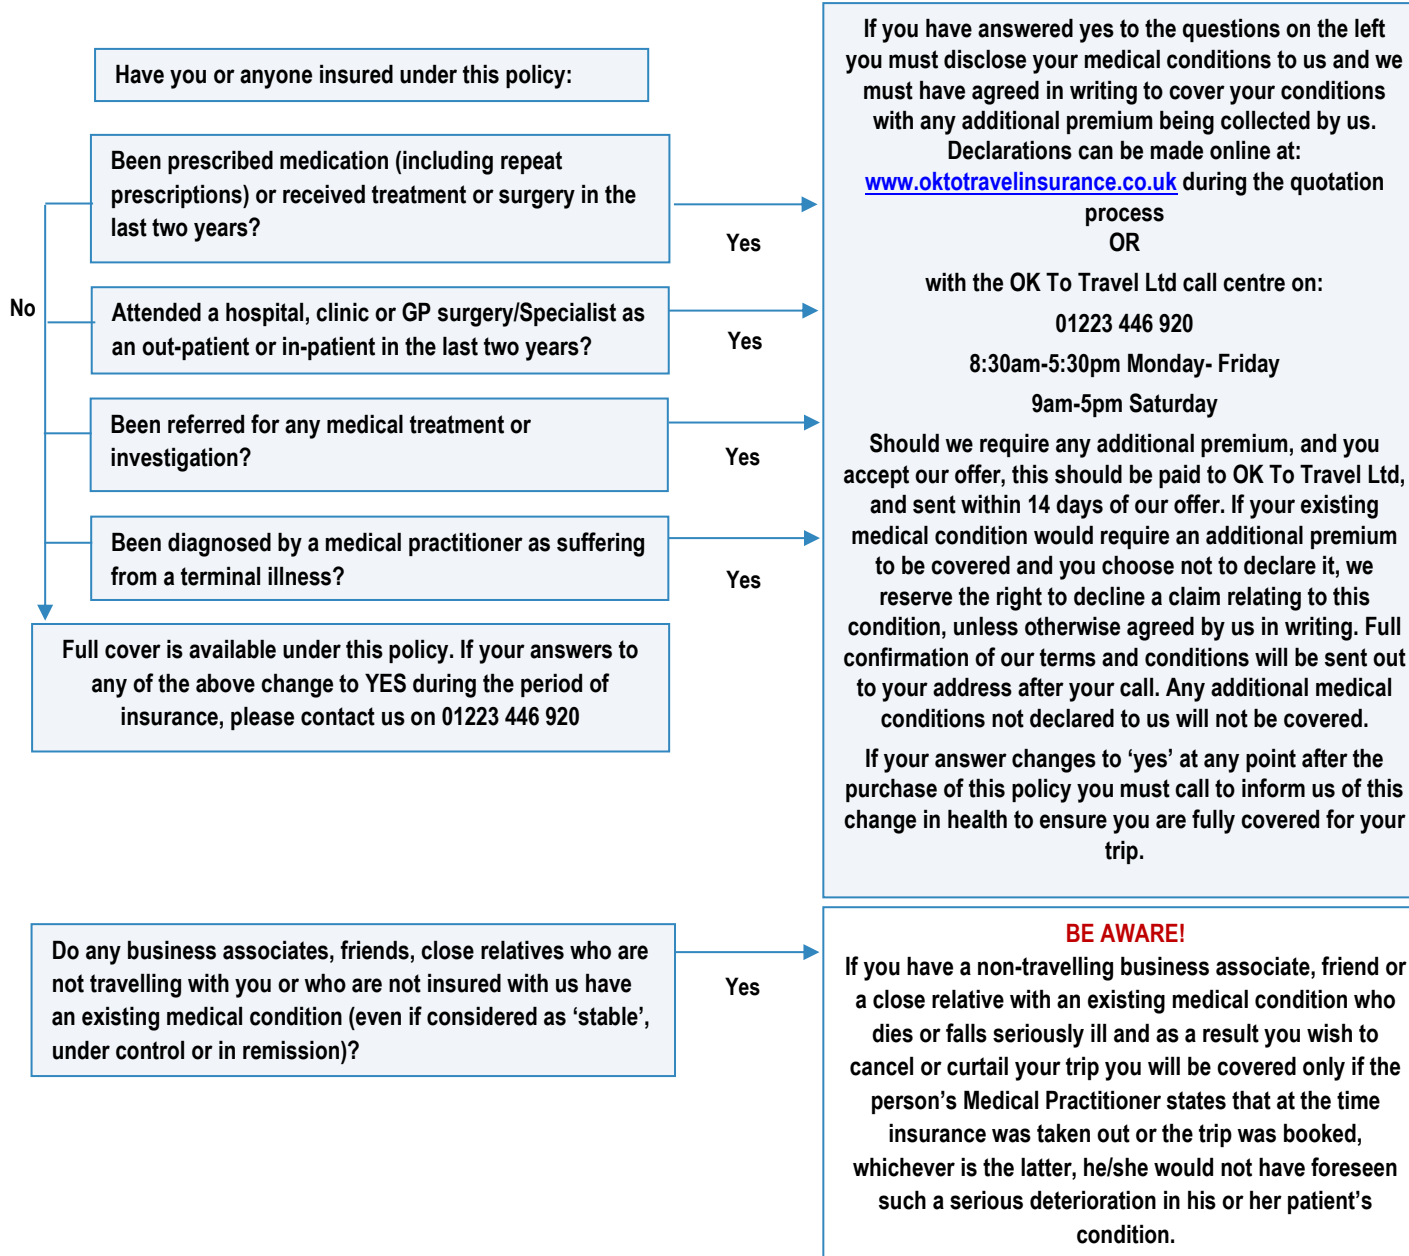 Have you or anyone insured under this policy:
Been prescribed medication (including repeat
prescriptions) or received treatment or surgery in the
last two years?
Yes
No
Attended a hospital, clinic or GP surgery/Specialist as
an out-patient or in-patient in the last two years?
Yes
Been referred for any medical treatment or
investigation?
Yes
Been diagnosed by a medical practitioner as suffering
from a terminal illness?
Yes
Full cover is available under this policy. If your answers to
any of the above change to YES during the period of
insurance, please contact us on 01223 446 920
If you have answered yes to the questions on the left
you must disclose your medical conditions to us and we
must have agreed in writing to cover your conditions
with any additional premium being collected by us.
Declarations can be made online at:
www.oktotravelinsurance.co.uk during the quotation
process
OR
with the OK To Travel Ltd call centre on:
01223 446 920
8:30am-5:30pm Monday- Friday
9am-5pm Saturday
Should we require any additional premium, and you
accept our offer, this should be paid to OK To Travel Ltd,
and sent within 14 days of our offer. If your existing
medical condition would require an additional premium
to be covered and you choose not to declare it, we
reserve the right to decline a claim relating to this
condition, unless otherwise agreed by us in writing. Full
confirmation of our terms and conditions will be sent out
to your address after your call. Any additional medical
conditions not declared to us will not be covered.
If your answer changes to ‘yes’ at any point after the
purchase of this policy you must call to inform us of this
change in health to ensure you are fully covered for your
trip.
Do any business associates, friends, close relatives who are
not travelling with you or who are not insured with us have
an existing medical condition (even if considered as ‘stable’,
under control or in remission)?
Yes
BE AWARE!
If you have a non-travelling business associate, friend or
a close relative with an existing medical condition who
dies or falls seriously ill and as a result you wish to
cancel or curtail your trip you will be covered only if the
person’s Medical Practitioner states that at the time
insurance was taken out or the trip was booked,
whichever is the latter, he/she would not have foreseen
such a serious deterioration in his or her patient’s
condition.